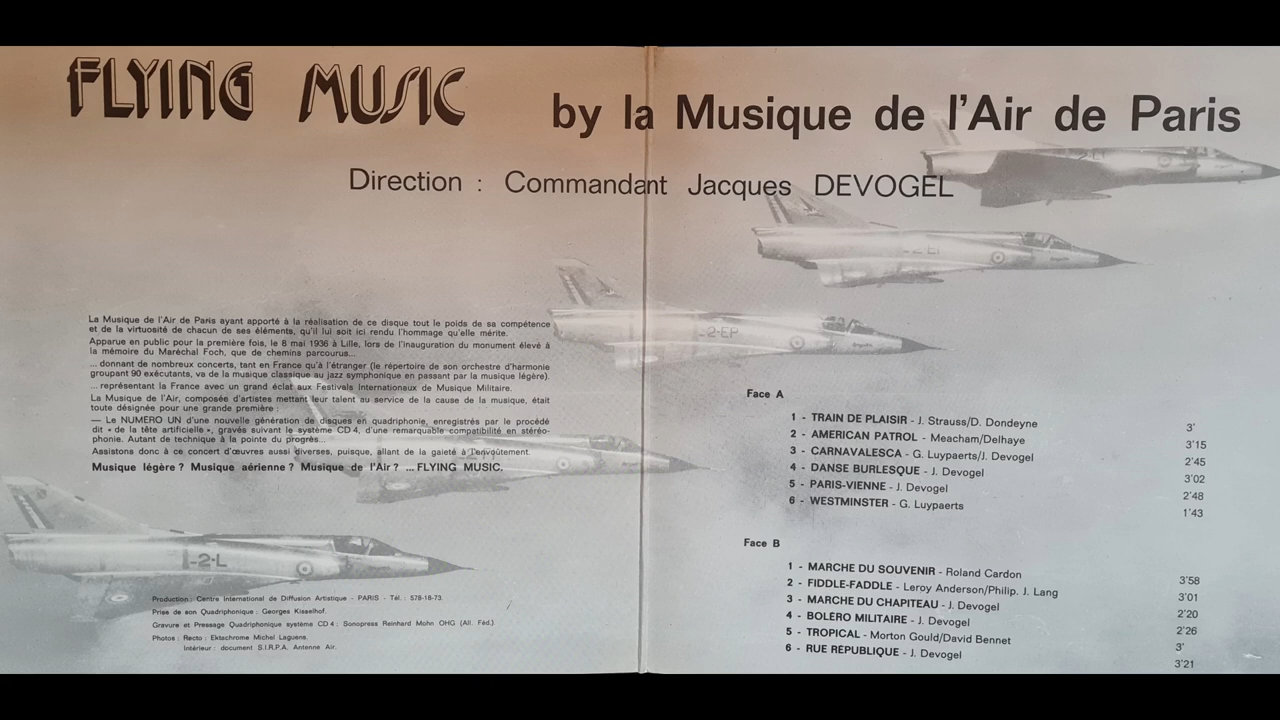 FLYING MUSIC
by la Musique de l'Air de Paris
Direction : Commandant Jacques DEVOGEL
La Musique de l'Air de Paris ayant apporté à la réalisation de ce disque tout le poids de sa compétence
et de la virtuosité de chacun de ses éléments, qu'il lui soit ici rendu l'hommage qu'elle mérite.
Apparue en public pour la première fois, le 8 mai 1936 à Lille, lors de l'inauguration du monument élevé à
la mémoire du Maréchal Foch, que de chemins parcourus...
... donnant de nombreux concerts, tant en France qu'à l'étranger (le répertoire de son orchestre d'harmonie
groupant 90 exécutants, va de la musique classique au jazz symphonique en passant par la musique légère).
... représentant la France avec un grand éclat aux Festivals Internationaux de Musique Militaire.
La Musique de l'Air, composée d'artistes mettant leur talent au service de la cause de la musique, était
toute désignée pour une grande première :
— Le NUMERO UN d'une nouvelle génération de disques en quadriphonie, enregistrés par le procédé
dit « de la tête artificielle », gravés suivant le système CD 4, d'une remarquable compatibilité en stéréo-
phonie. Autant de technique à la pointe du progrès...
Assistons donc à ce concert d'œuvres aussi diverses, puisque, allant de la gaieté à l'envoûtement.
Musique légère ? Musique aérienne ? Musique de l'Air ? ... FLYING MUSIC.
2-EP
2-L
Production : Centre International de Diffusion Artistique - PARIS - Tél. : 578-18-73.
Prise de son Quadriphonique : Georges Kisselhof.
Gravure et Pressage Quadriphonique système CD 4 : Sonopress Reinhard Mohn OHG (All. Féd.)
Photos : Recto : Ektachrome Michel Laguens.
Intérieur : document S.I.R.P.A. Antenne Air.
Face A
1 - TRAIN DE PLAISIR - J. Strauss/D. Dondeyne 3'
2 - AMERICAN PATROL - Meacham/Delhaye 3'15
3 - CARNAVALESCA - G. Luypaerts/J. Devogel 2'45
4 - DANSE BURLESQUE - J. Devogel 3'02
5 - PARIS-VIENNE - J. Devogel 2'48
6 - WESTMINSTER - G. Luypaerts 1'43
Face B
1 - MARCHE DU SOUVENIR - Roland Cardon 3'58
2 - FIDDLE-FADDLE - Leroy Anderson/Philip. J. Lang 3'01
3 - MARCHE DU CHAPITEAU - J. Devogel 2'20
4 - BOLERO MILITAIRE - J. Devogel 2'26
5 - TROPICAL - Morton Gould/David Bennet 3'
6 - RUE RÉPUBLIQUE - J. Devogel 3'21